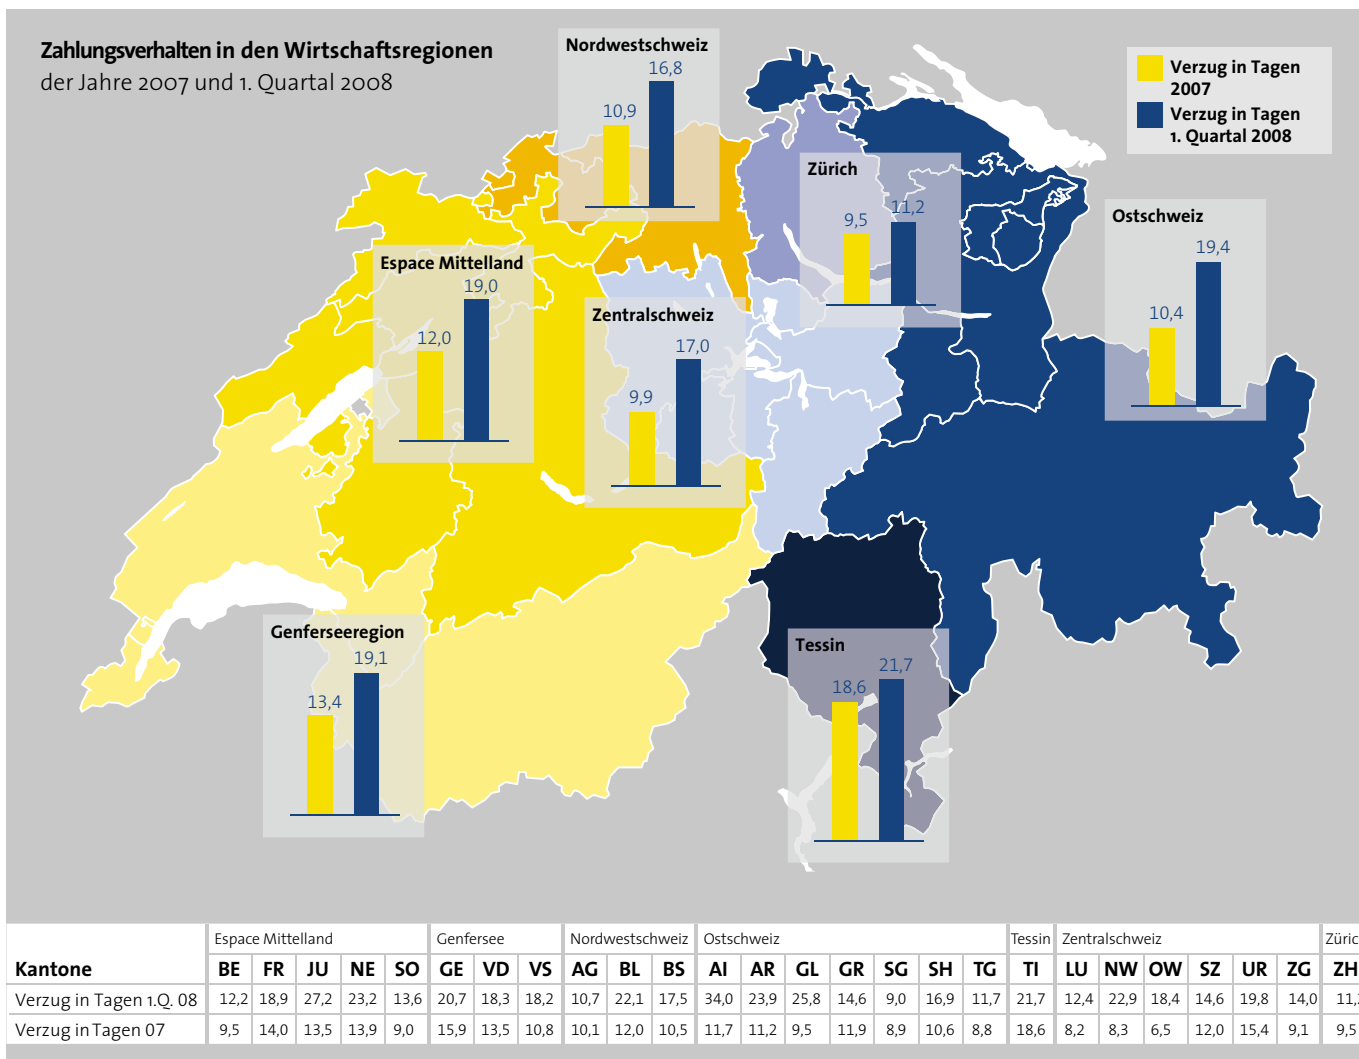 Zahlungsverhalten in den Wirtschaftsregionen
der Jahre 2007 und 1. Quartal 2008
Verzug in Tagen
2007
Verzug in Tagen
1. Quartal 2008
Nordwestschweiz
16,8
10,9
Zürich
9,5 11,2
Ostschweiz
19,4
10,4
Espace Mittelland
19,0
12,0
Zentralschweiz
17,0
9,9
Genferseeregion
19,1
13,4
Tessin
21,7
18,6
Espace Mittelland Genfersee Nordwestschweiz Ostschweiz Tessin Zentralschweiz
Kantone BE FR JU NE SO GE VD VS AG BL BS AI AR GL GR SG SH TG TI LU NW OW SZ UR ZG ZH
Verzug in Tagen 1.Q. 08 12,2 18,9 27,2 23,2 13,6 20,7 18,3 18,2 10,7 22,1 17,5 34,0 23,9 25,8 14,6 9,0 16,9 11,7 21,7 12,4 22,9 18,4 14,6 19,8 14,0
Verzug in Tagen 07 9,5 14,0 13,5 13,9 9,0 15,9 13,5 10,8 10,1 12,0 10,5 11,7 11,2 9,5 11,9 8,9 10,6 8,8 18,6 8,2 8,3 6,5 12,0 15,4 9,1 9,5